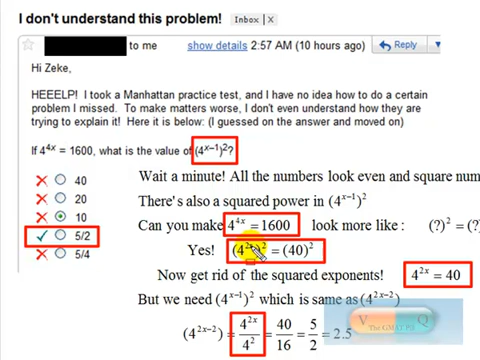 I don't understand this problem! Inbox | X
to me show details 2:57 AM (10 hours ago) Reply
Hi Zeke,
HEEELP! I took a Manhattan practice test, and I have no idea how to do a certain
problem I missed. To make matters worse, I don't even understand how they are
trying to explain it! Here it is below: (I guessed on the answer and moved on)
If 4^{4x} = 1600, what is the value of (4^{x–1})^2?
40
20
10
5/2
5/4
Wait a minute! All the numbers look even and square
There's also a squared power in (4^{x-1})^2
Can you make 4^{4x} = 1600 look more like: (?)^2 = (?)
Yes! (4^{2x})^2 = (40)^2
Now get rid of the squared exponents! 4^{2x} = 40
But we need (4^{x-1})^2 which is same as (4^{2x-2})
(4^{2x-2}) = 4^{2x}/4^2 = 40/16 = 5/2 = 2.5
V Q
The GMAT Pill